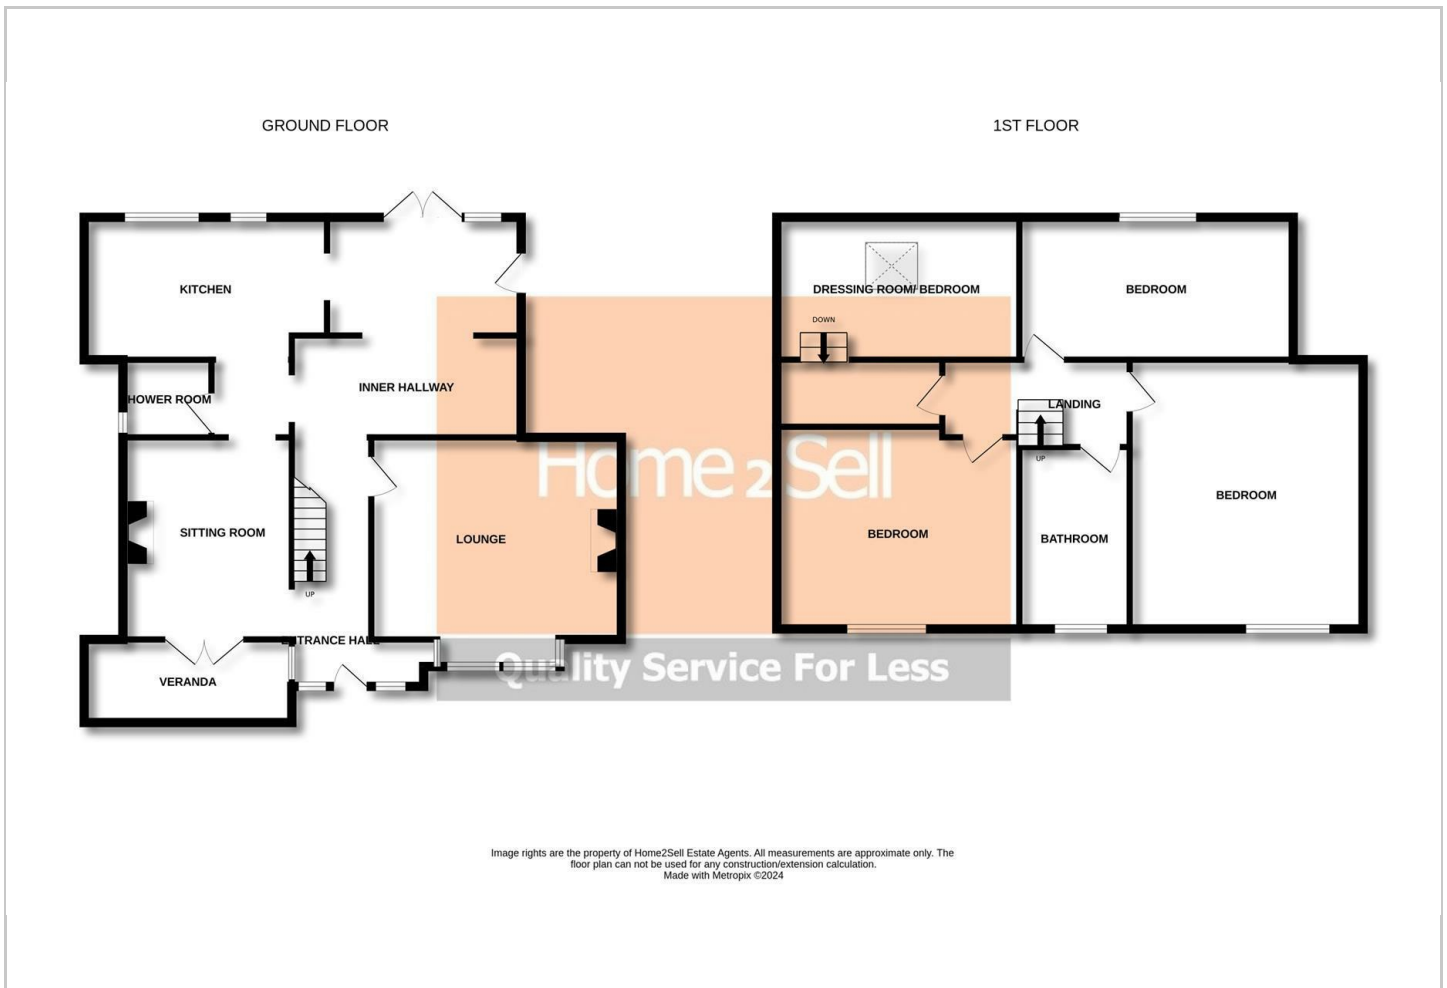 GROUND FLOOR
1ST FLOOR
KITCHEN
INNER HALLWAY
HOWER ROOM
SITTING ROOM
LOUNGE
UP
ENTRANCE HALL
VERANDA
DRESSING ROOM/ BEDROOM
DOWN
BEDROOM
LANDING
UP
BEDROOM
BEDROOM
BATHROOM
Home2Sell
Quality Service For Less
Image rights are the property of Home2Sell Estate Agents. All measurements are approximate only. The
floor plan can not be used for any construction/extension calculation.
Made with Metropix ©2024